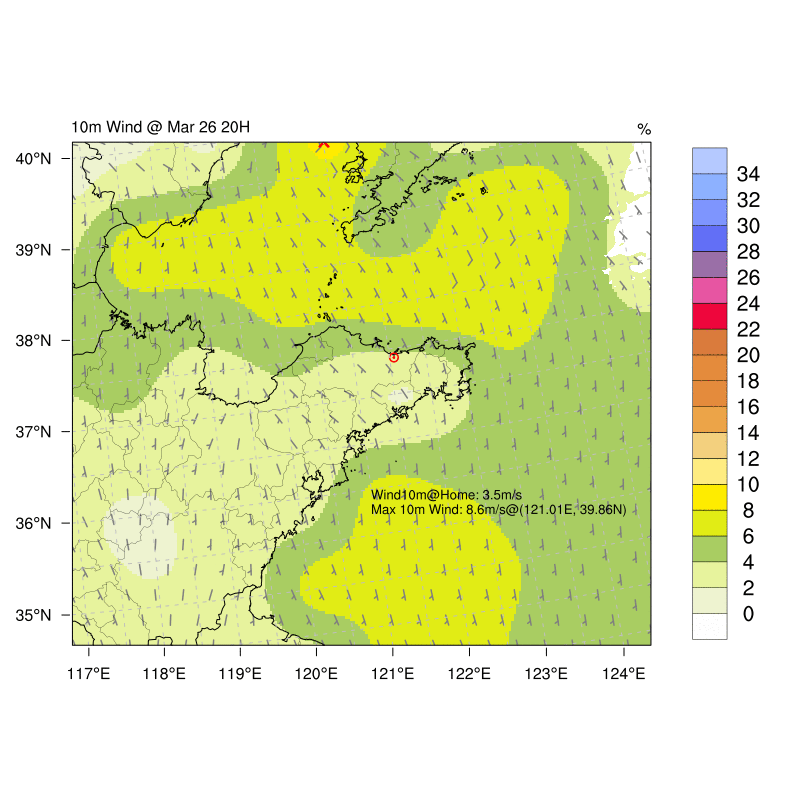 10m Wind @ Mar 26 20H
%
40°N
39°N
38°N
37°N
36°N
35°N
117°E
118°E
119°E
120°E
121°E
122°E
123°E
124°E
Wind10m@Home: 3.5m/s
Max 10m Wind: 8.6m/s@(121.01E, 39.86N)
34
32
30
28
26
24
22
20
18
16
14
12
10
8
6
4
2
0